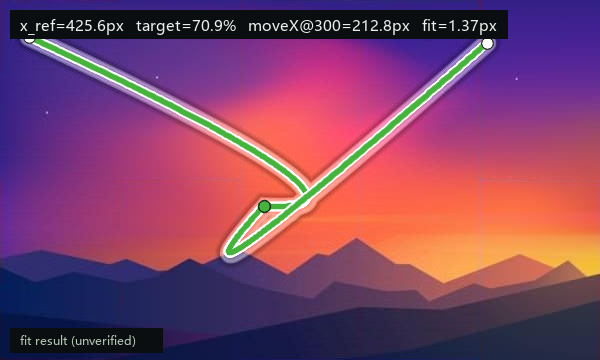 x_ref=425.6px target=70.9% moveX@300=212.8px fit=1.37px
fit result (unverified)